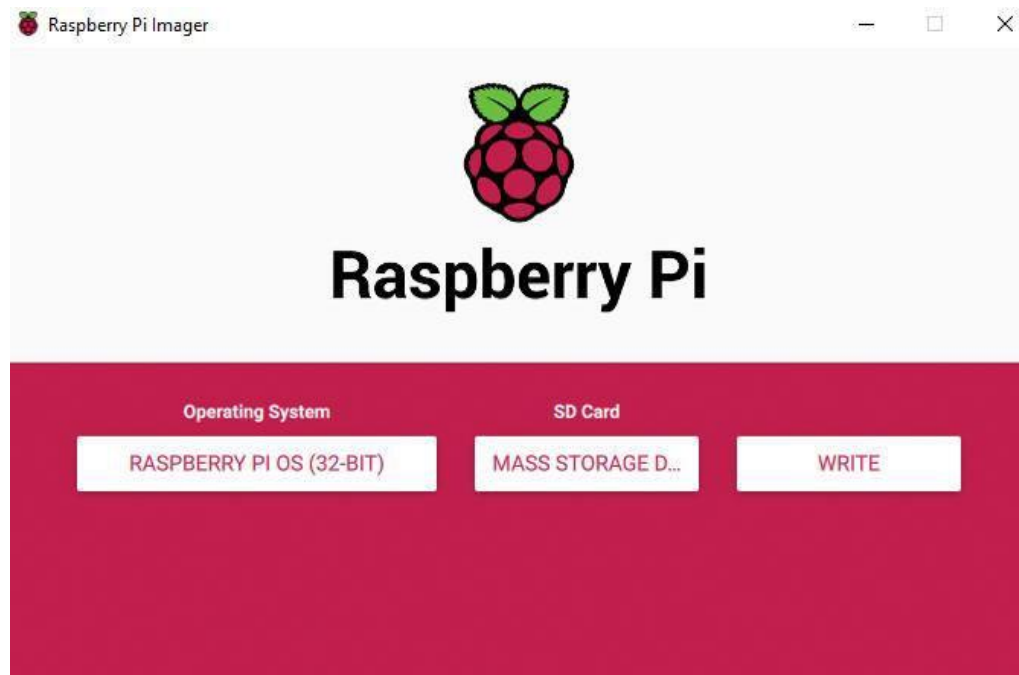 Raspberry Pi Imager
Raspberry Pi
Operating System
SD Card
RASPBERRY PI OS (32-BIT)
MASS STORAGE D...
WRITE